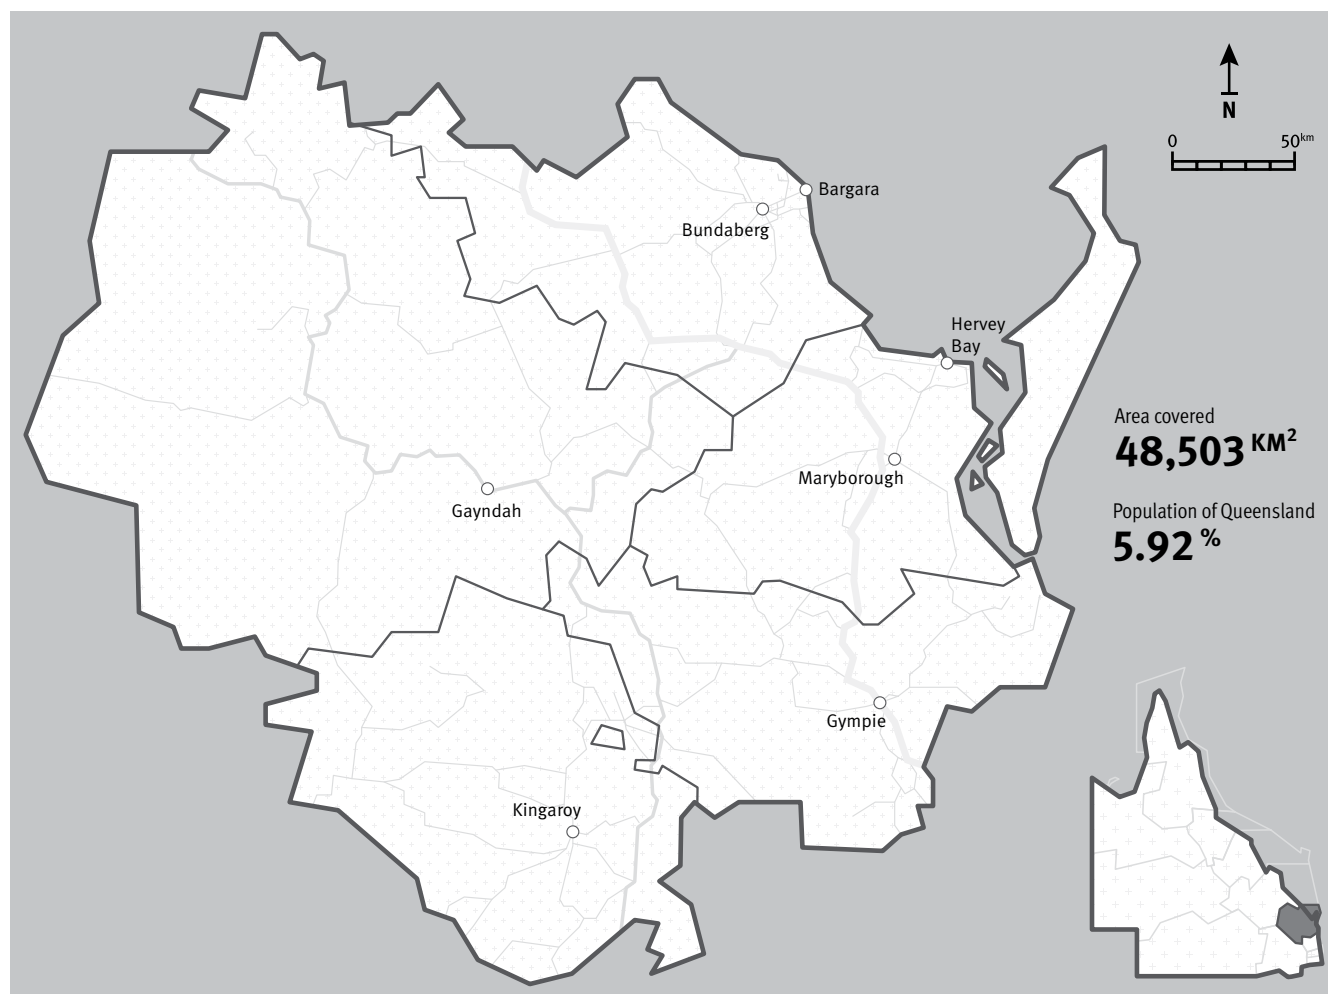 N
0 50km
Bargara
Bundaberg
Hervey
Bay
Area covered
48,503 KM²
Maryborough
Gayndah
Population of Queensland
5.92 %
Gympie
Kingaroy